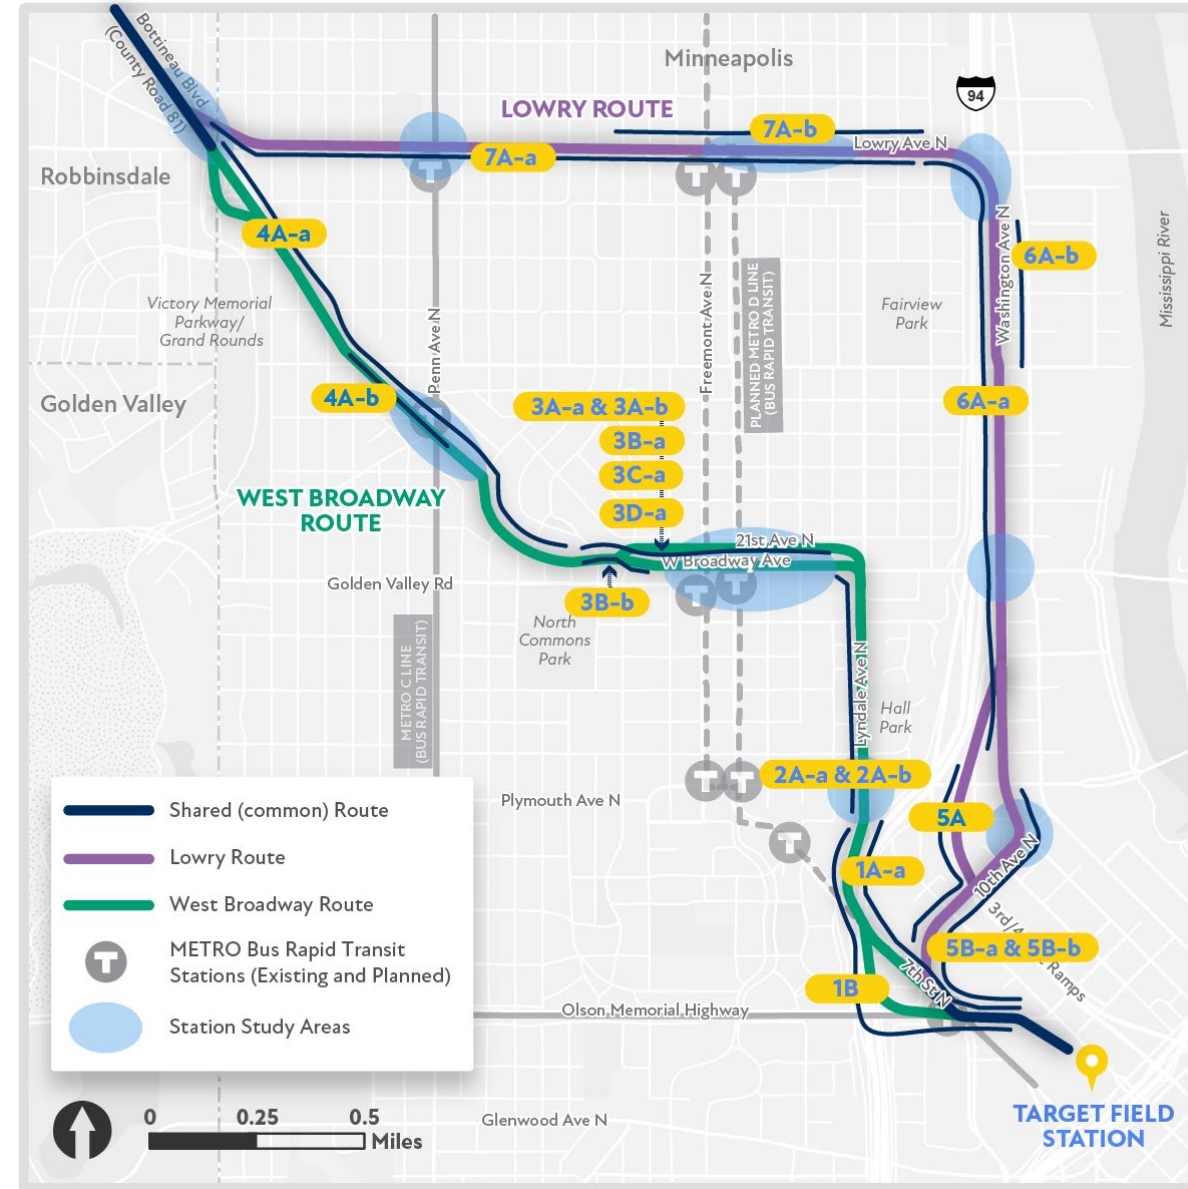 Bottineau Blvd
(County Road 81)
Minneapolis
94
LOWRY ROUTE
7A-b
Lowry Ave N
7A-a
Robbinsdale
4A-a
6A-b
Washington Ave N
Mississippi River
Victory Memorial
Parkway/
Grand Rounds
Penn Ave N
Freemont Ave N
PLANNED METRO D LINE
(BUS RAPID TRANSIT)
Fairview
Park
Golden Valley
4A-b
3A-a & 3A-b
3B-a
3C-a
3D-a
6A-a
WEST BROADWAY
ROUTE
21st Ave N
W Broadway Ave
Golden Valley Rd
3B-b
North
Commons
Park
METRO C LINE
(BUS RAPID TRANSIT)
Lyndale Ave N
Hall
Park
T
T
T
T
T
T
T
T
T
2A-a & 2A-b
Plymouth Ave N
5A
1A-a
10th Ave N
5B-a & 5B-b
Ramps
1B
7th St N
Olson Memorial Highway
Shared (common) Route
Lowry Route
West Broadway Route
T
METRO Bus Rapid Transit
Stations (Existing and Planned)
Station Study Areas
0 0.25 0.5
Miles
Glenwood Ave N
TARGET FIELD
STATION